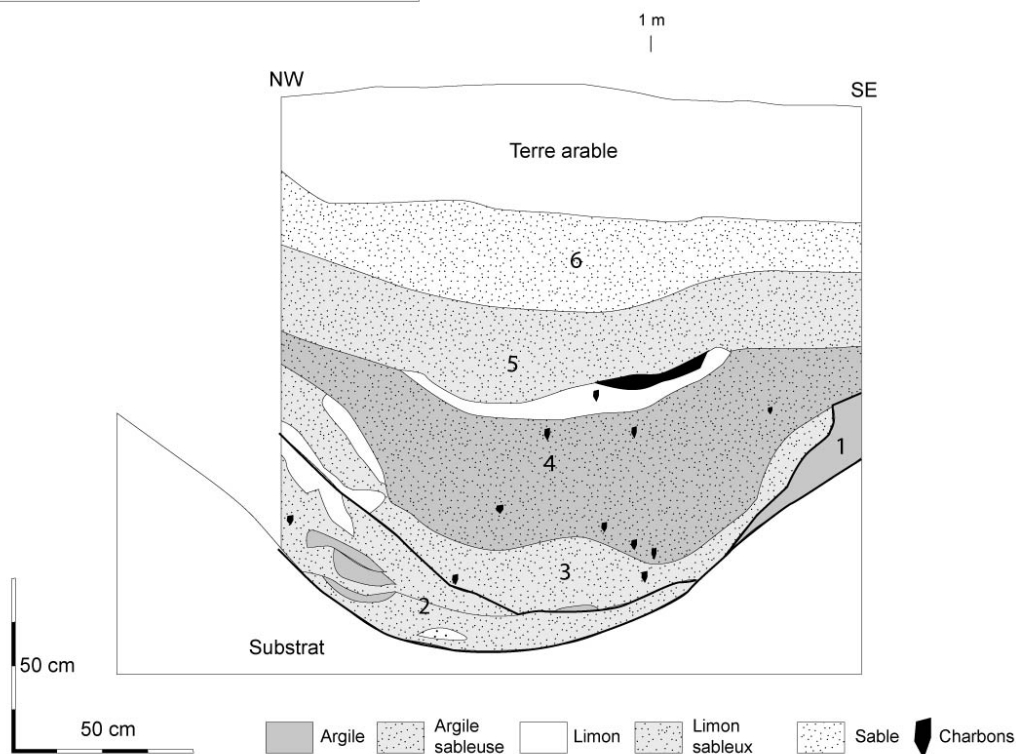 1 m
NW
SE
Terre arable
6
5
4
1
3
2
Substrat
50 cm
50 cm
Argile
Argile
sableuse
Limon
Limon
sableux
Sable
Charbons